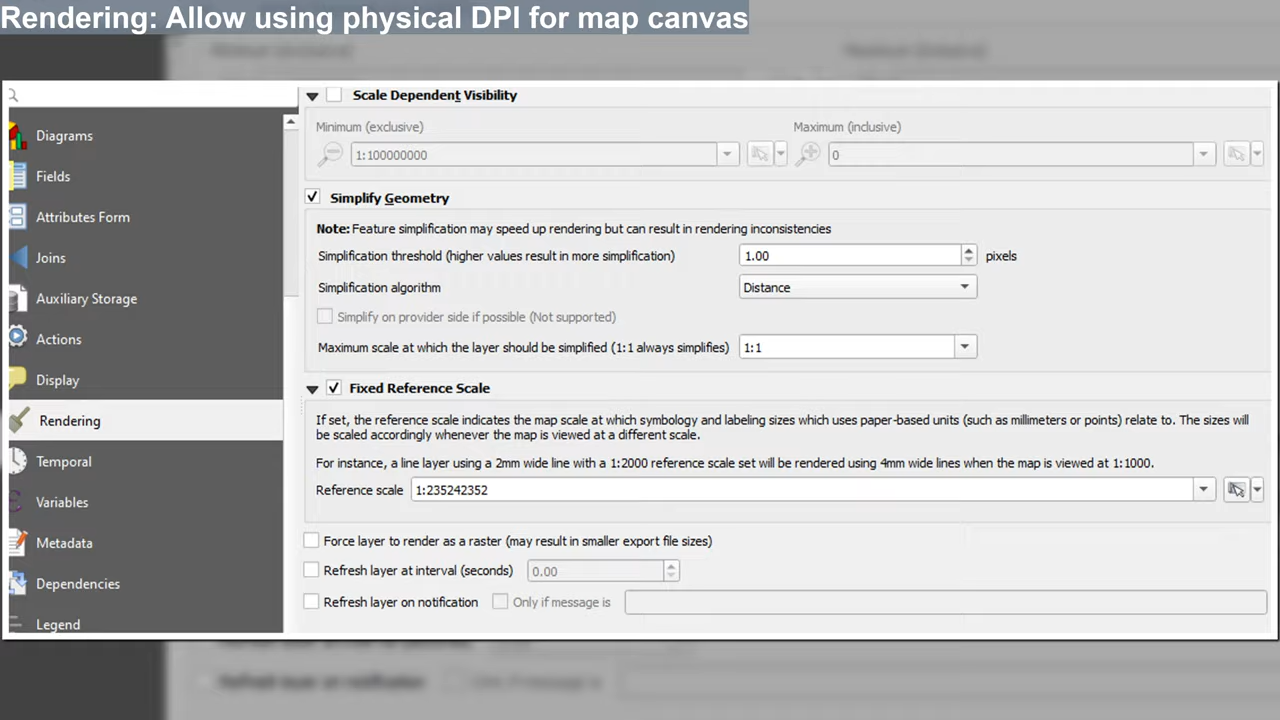 Rendering: Allow using physical DPI for map canvas
Diagrams
Fields
Attributes Form
Joins
Auxiliary Storage
Actions
Display
Rendering
Temporal
Variables
Metadata
Dependencies
Legend
Scale Dependent Visibility
Minimum (exclusive) Maximum (inclusive)
1:100000000 0
Simplify Geometry
Note: Feature simplification may speed up rendering but can result in rendering inconsistencies
Simplification threshold (higher values result in more simplification) 1.00 pixels
Simplification algorithm Distance
Simplify on provider side if possible (Not supported)
Maximum scale at which the layer should be simplified (1:1 always simplifies) 1:1
Fixed Reference Scale
If set, the reference scale indicates the map scale at which symbology and labeling sizes which uses paper-based units (such as millimeters or points) relate to. The sizes will
be scaled accordingly whenever the map is viewed at a different scale.
For instance, a line layer using a 2mm wide line with a 1:2000 reference scale set will be rendered using 4mm wide lines when the map is viewed at 1:1000.
Reference scale 1:235242352
Force layer to render as a raster (may result in smaller export file sizes)
Refresh layer at interval (seconds) 0.00
Refresh layer on notification Only if message is